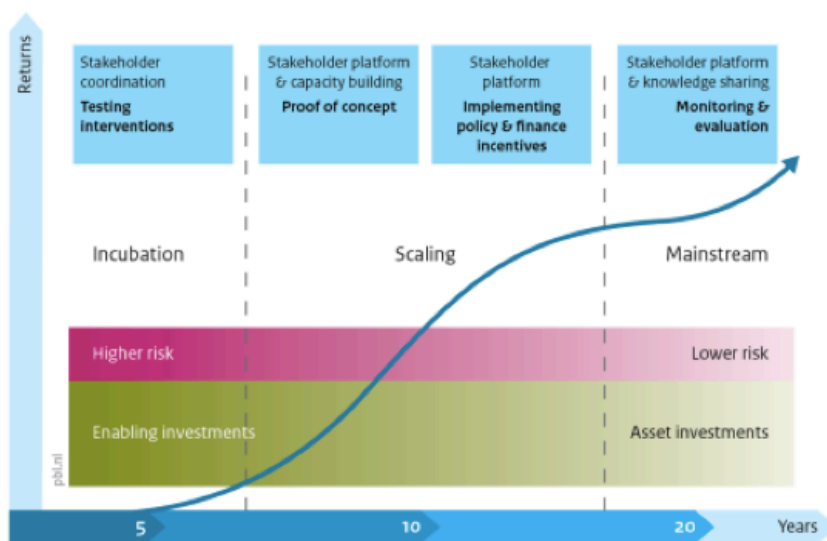 Returns
Stakeholder
coordination
Testing
interventions
Stakeholder platform
& capacity building
Proof of concept
Stakeholder
platform
Implementing
policy & finance
incentives
Stakeholder platform
& knowledge sharing
Monitoring &
evaluation
Incubation
Scaling
Mainstream
Higher risk
Lower risk
Enabling investments
Asset investments
pbl.nl
5
10
20
Years